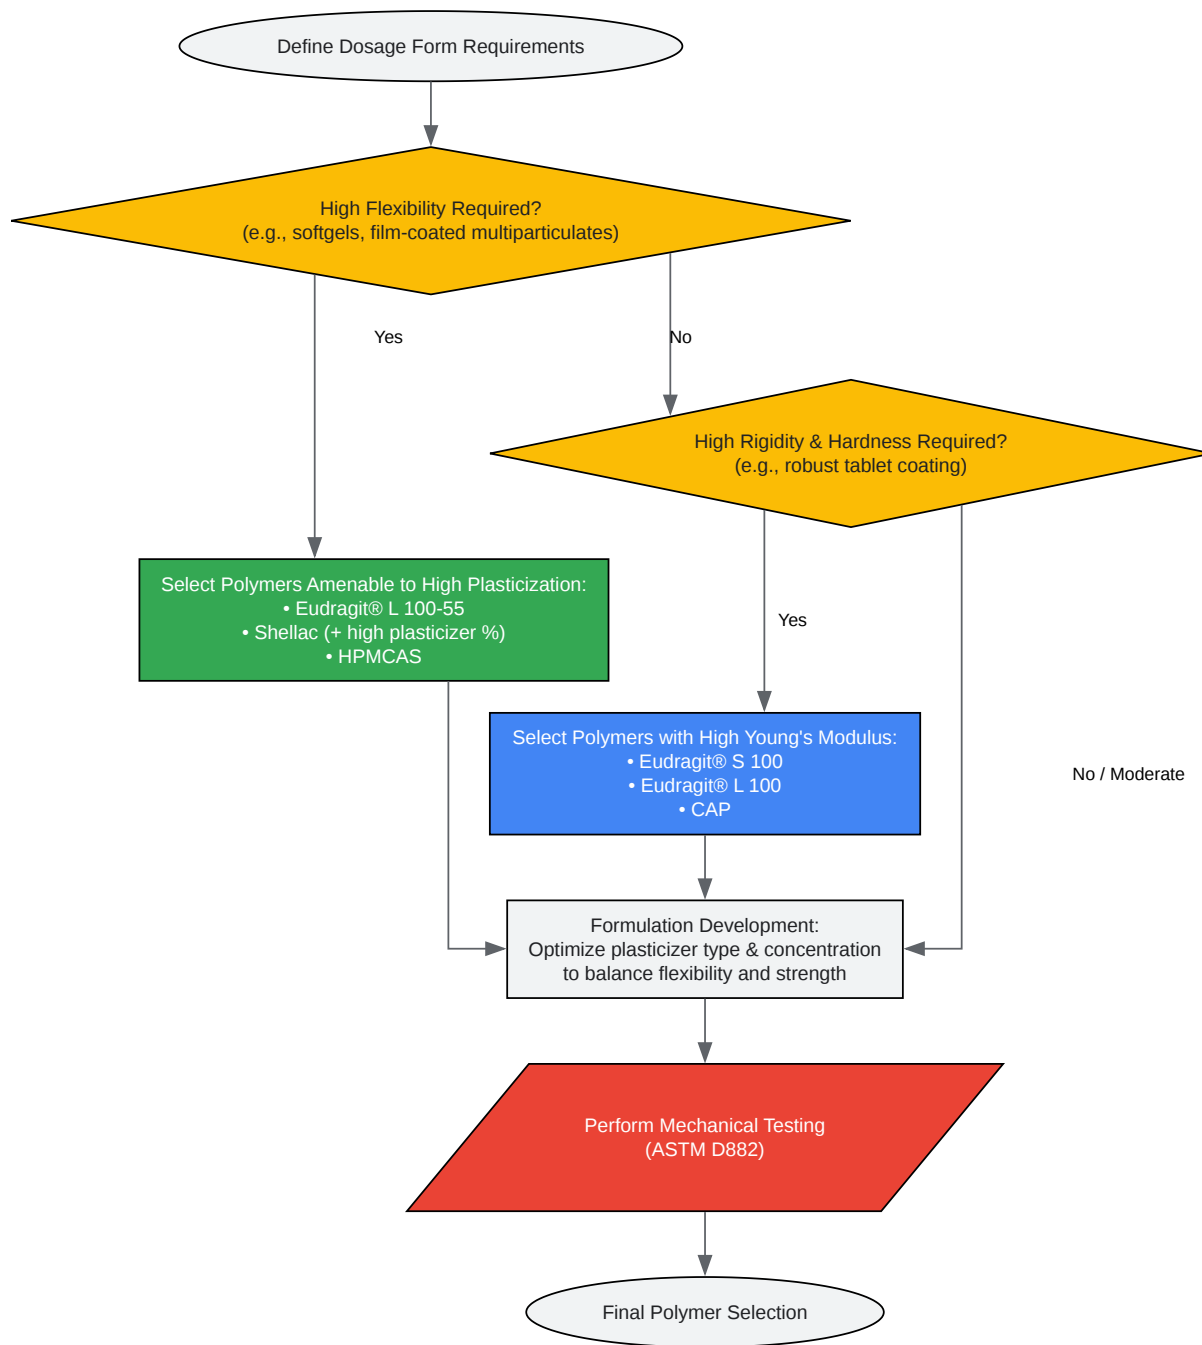 Define Dosage Form Requirements
High Flexibility Required?
(e.g., softgels, film-coated multiparticulates)
Yes
No
High Rigidity & Hardness Required?
(e.g., robust tablet coating)
Select Polymers Amenable to High Plasticization:
• Eudragit® L 100-55
• Shellac (+ high plasticizer %)
• HPMCAS
Yes
Select Polymers with High Young's Modulus:
• Eudragit® S 100
• Eudragit® L 100
• CAP
No / Moderate
Formulation Development:
Optimize plasticizer type & concentration
to balance flexibility and strength
Perform Mechanical Testing
(ASTM D882)
Final Polymer Selection